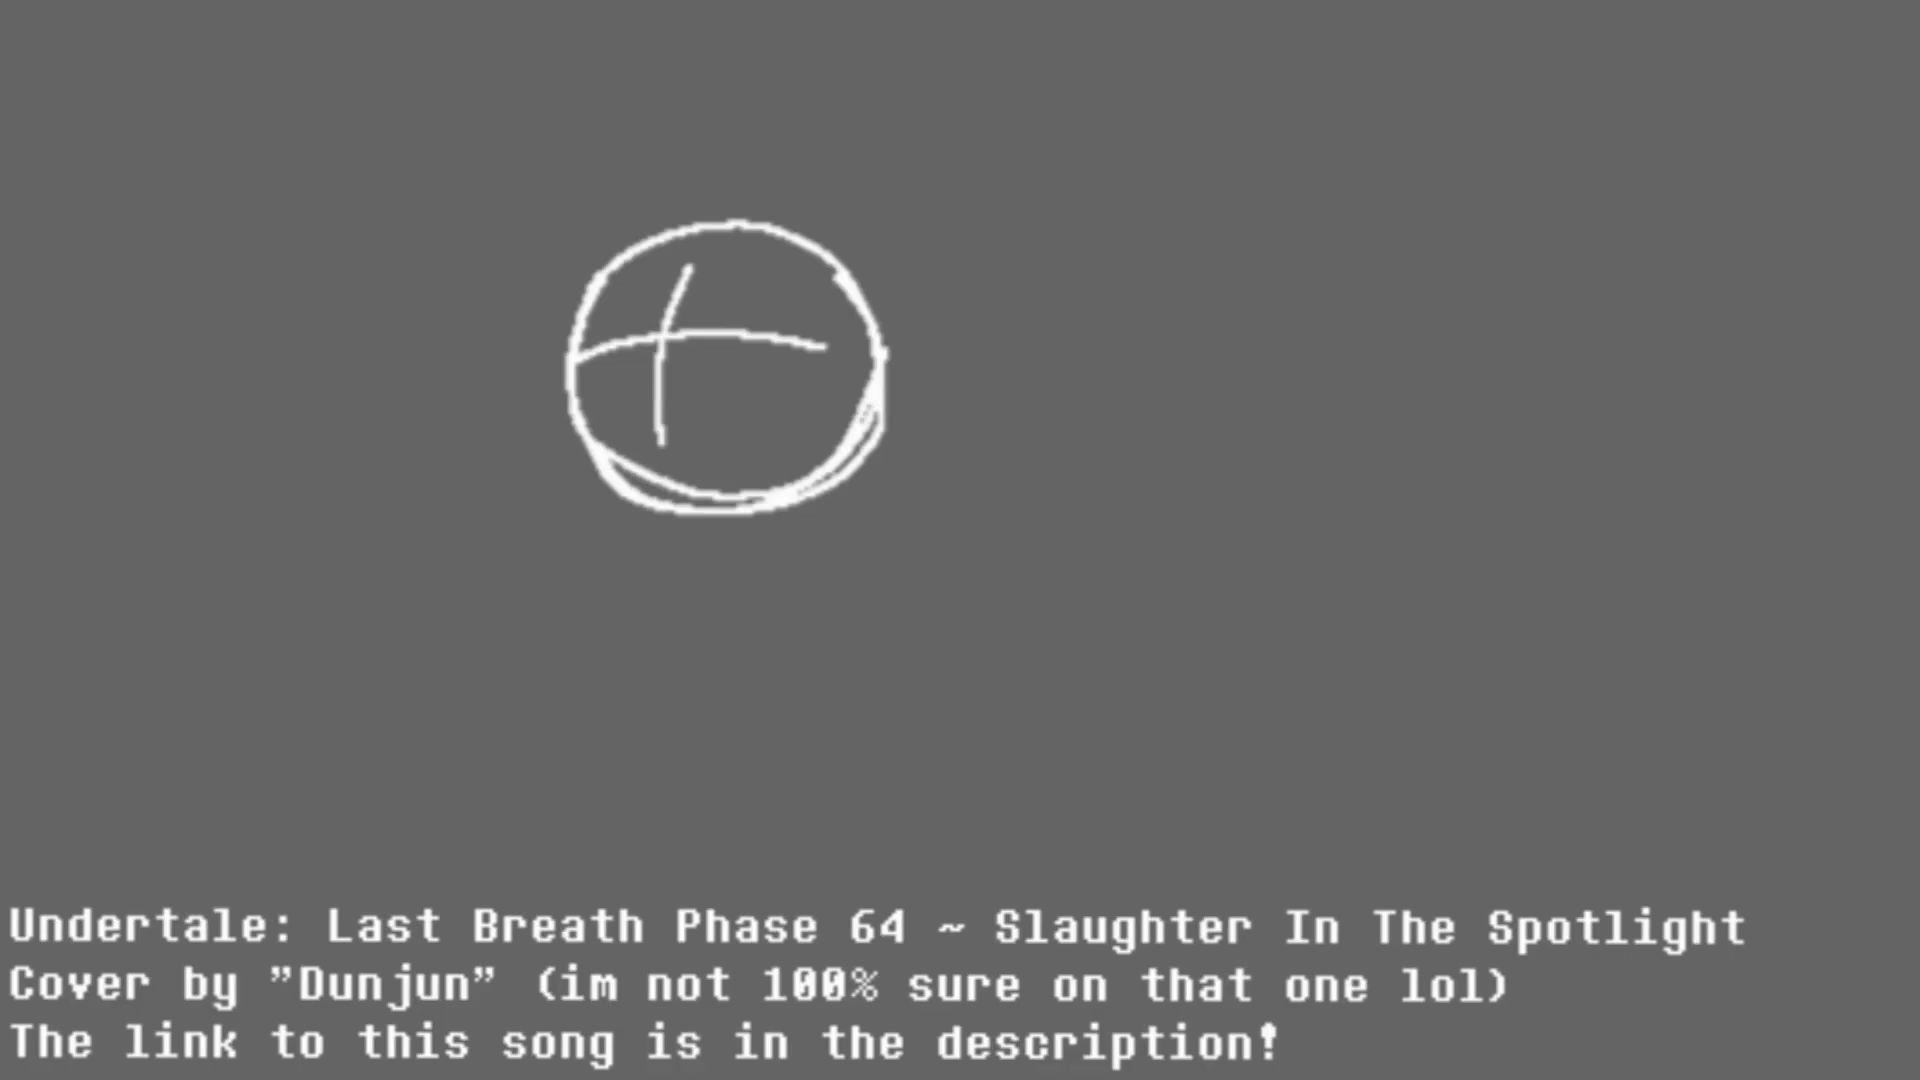 Undertale: Last Breath Phase 64 ~ Slaughter In The Spotlight
Cover by "Dunjun" (im not 100% sure on that one lol)
The link to this song is in the description!